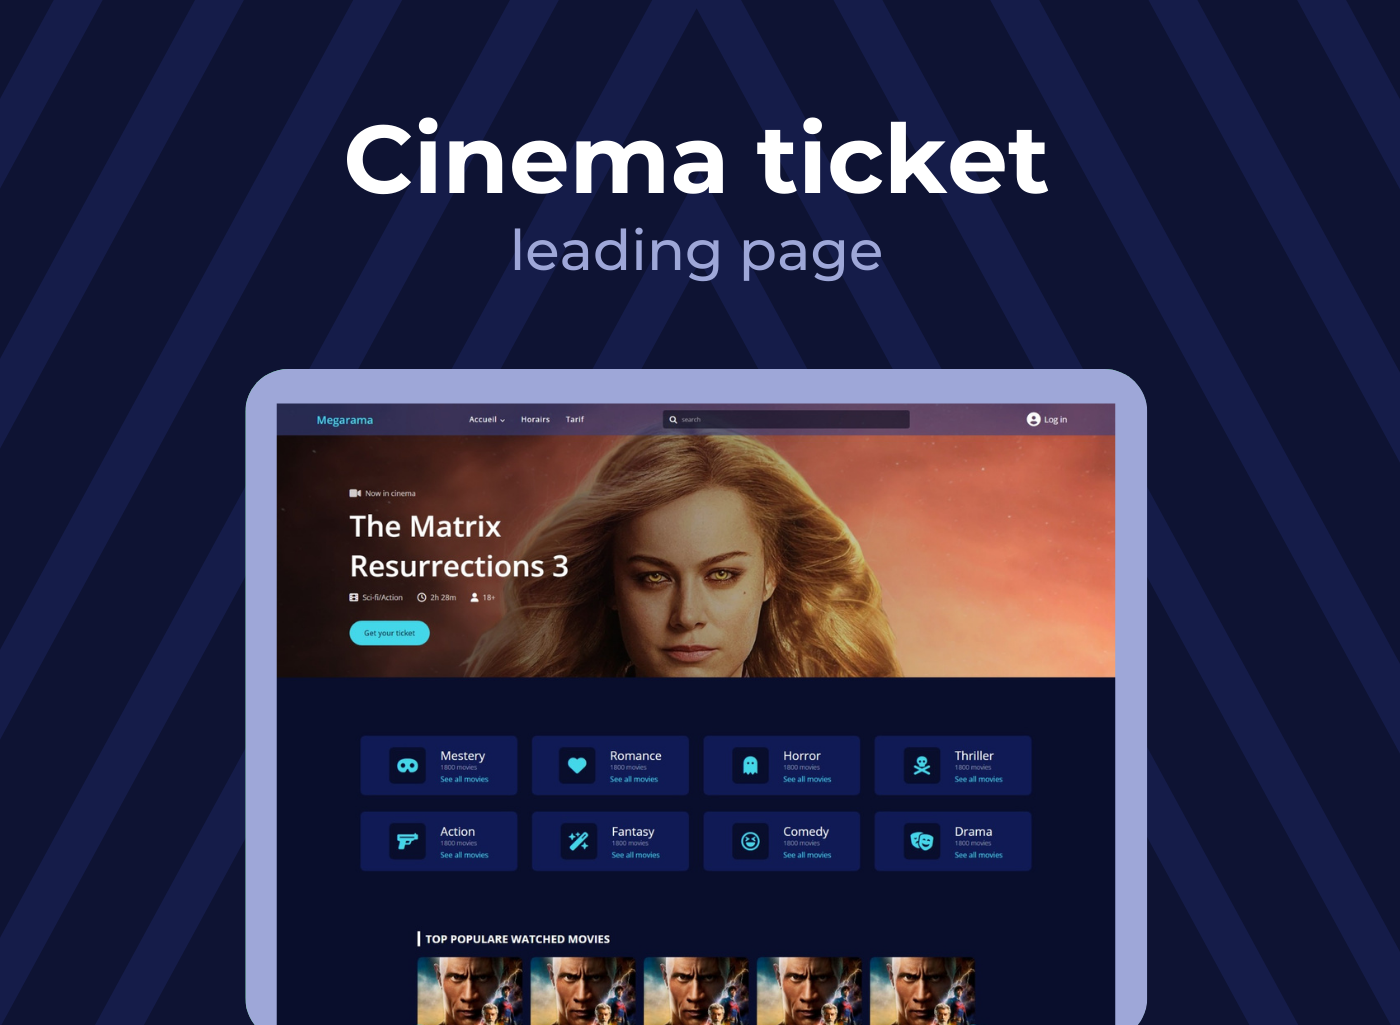 Cinema ticket
leading page
Megarama
Accueil
Horairs
Tarif
search
Log in
Now in cinema
The Matrix
Resurrections 3
Sci-fi/Action
2h 28m
18+
Get your ticket
Mestery
1800 movies
See all movies
Romance
1800 movies
See all movies
Horror
1800 movies
See all movies
Thriller
1800 movies
See all movies
Action
1800 movies
See all movies
Fantasy
1800 movies
See all movies
Comedy
1800 movies
See all movies
Drama
1800 movies
See all movies
TOP POPULARE WATCHED MOVIES